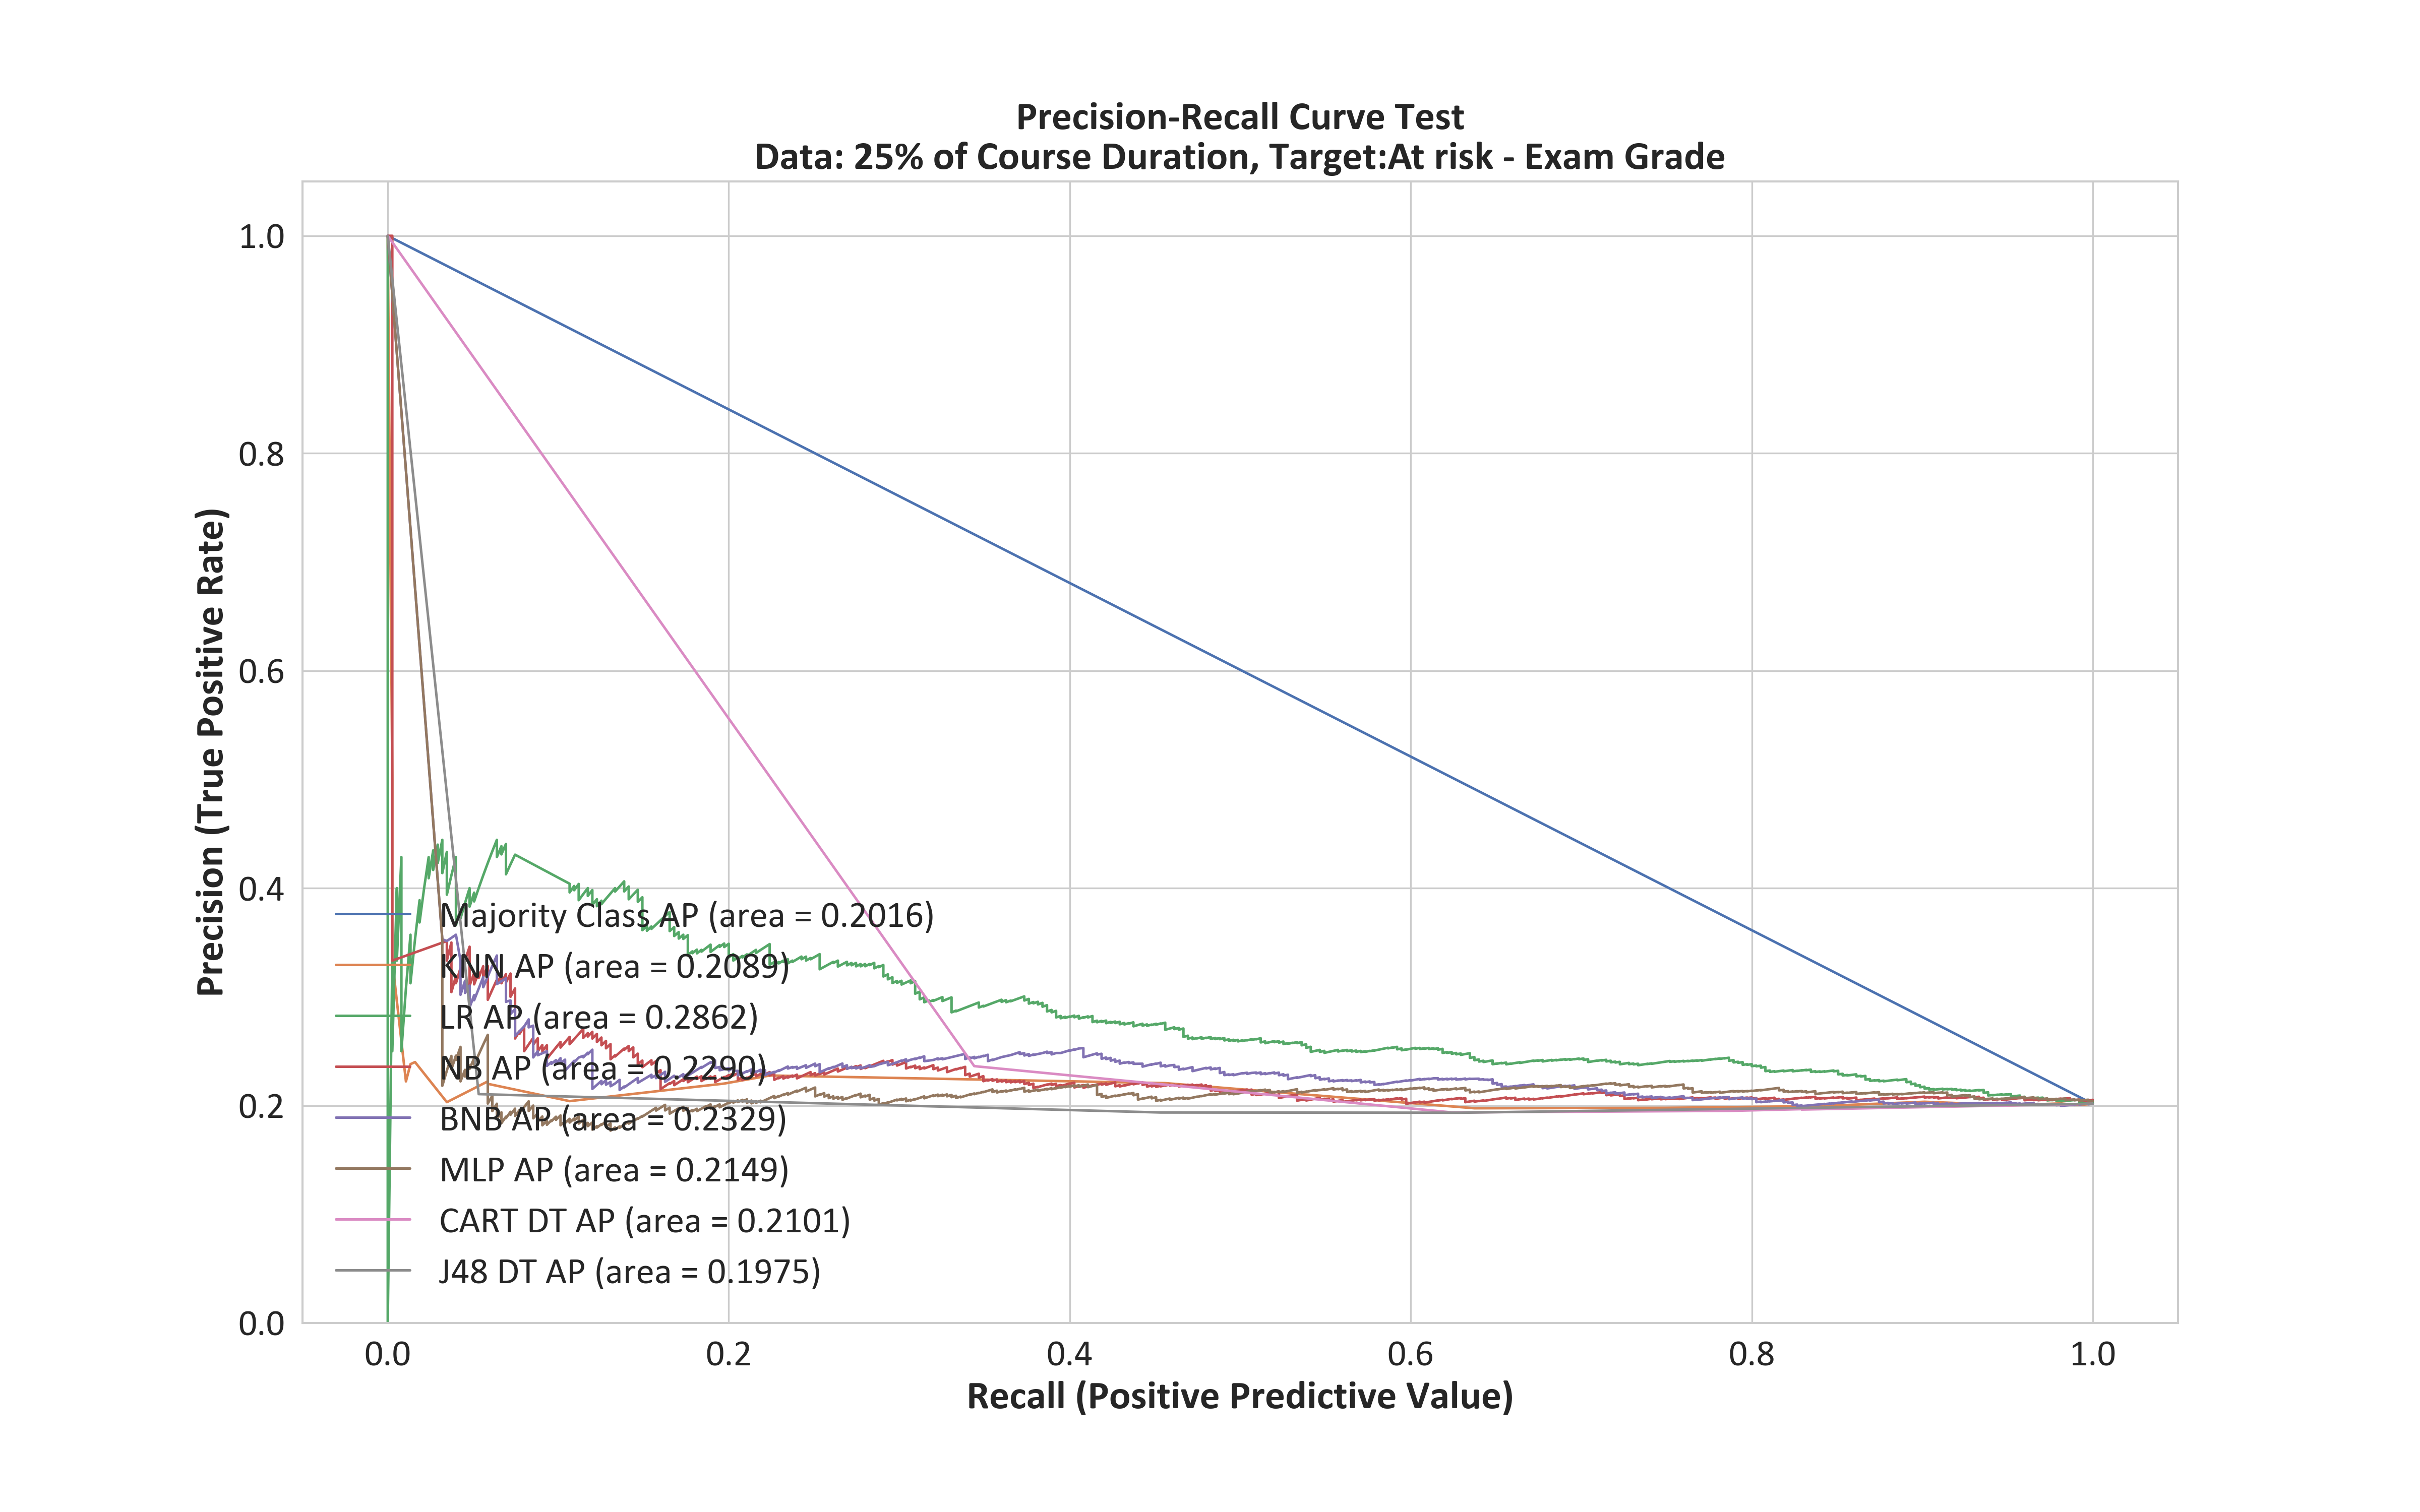 Precision-Recall Curve Test
Data: 25% of Course Duration, Target:At risk - Exam Grade
Precision (True Positive Rate)
1.0
0.8
0.6
0.4
0.2
0.0
Majority Class AP (area = 0.2016)
KNN AP (area = 0.2089)
LR AP (area = 0.2862)
NB AP (area = 0.2290)
BNB AP (area = 0.2329)
MLP AP (area = 0.2149)
CART DT AP (area = 0.2101)
J48 DT AP (area = 0.1975)
0.0 0.2 0.4 0.6 0.8 1.0
Recall (Positive Predictive Value)